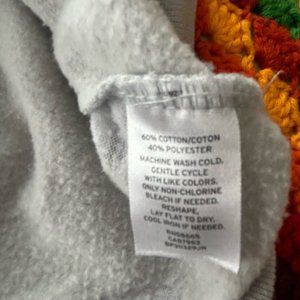 60% COTTON/COTON
40% POLYESTER
MACHINE WASH COLD,
GENTLE CYCLE
WITH LIKE COLORS.
ONLY NON-CHLORINE
BLEACH IF NEEDED.
RESHAPE,
LAY FLAT TO DRY.
COOL IRON IF NEEDED.